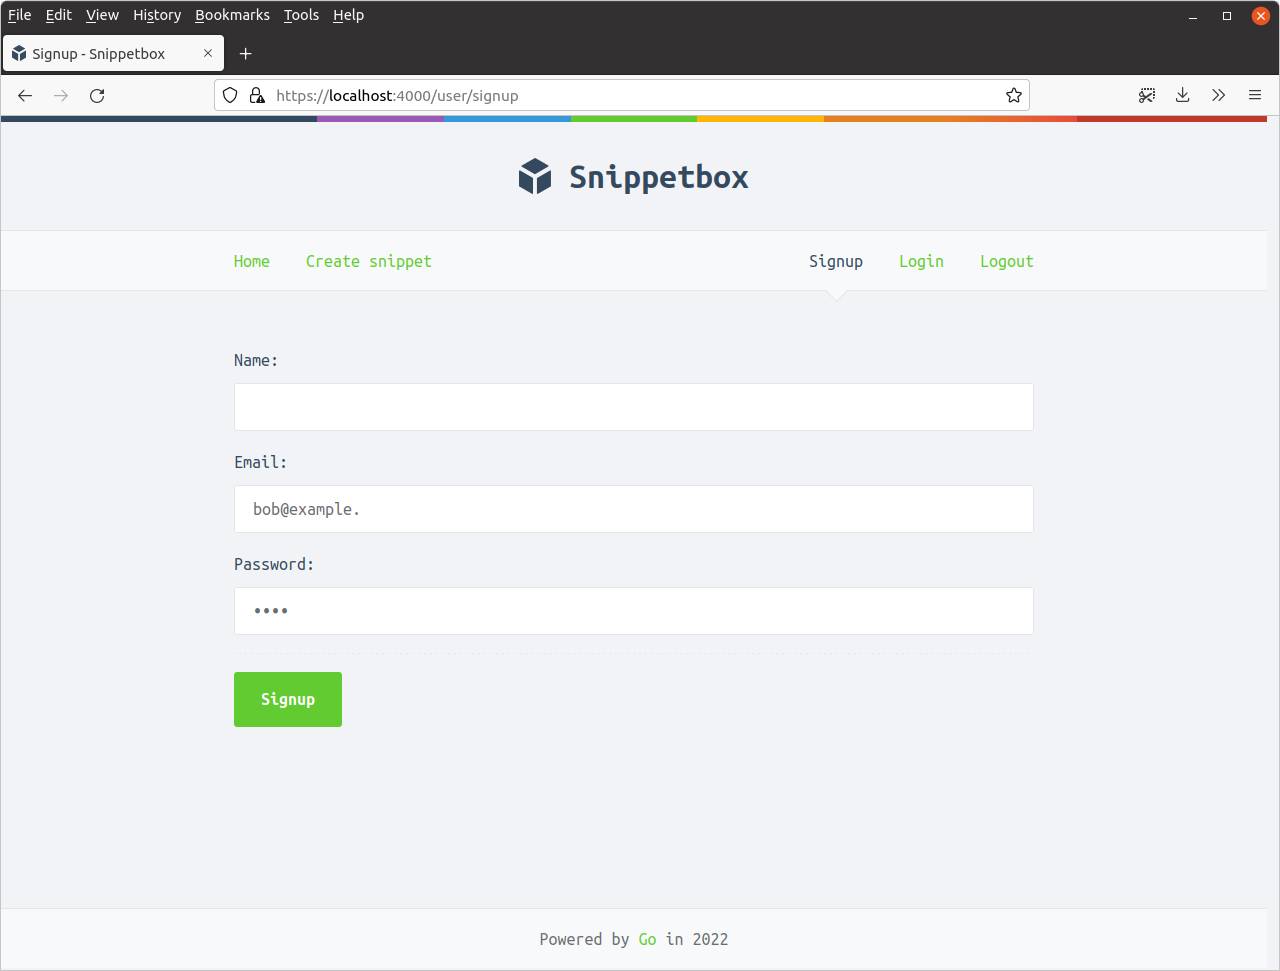 File Edit View History Bookmarks Tools Help
Signup - Snippetbox
https://localhost:4000/user/signup
Snippetbox
Home Create snippet Signup Login Logout
Name:
Email:
bob@example.
Password:
••••
Signup
Powered by Go in 2022